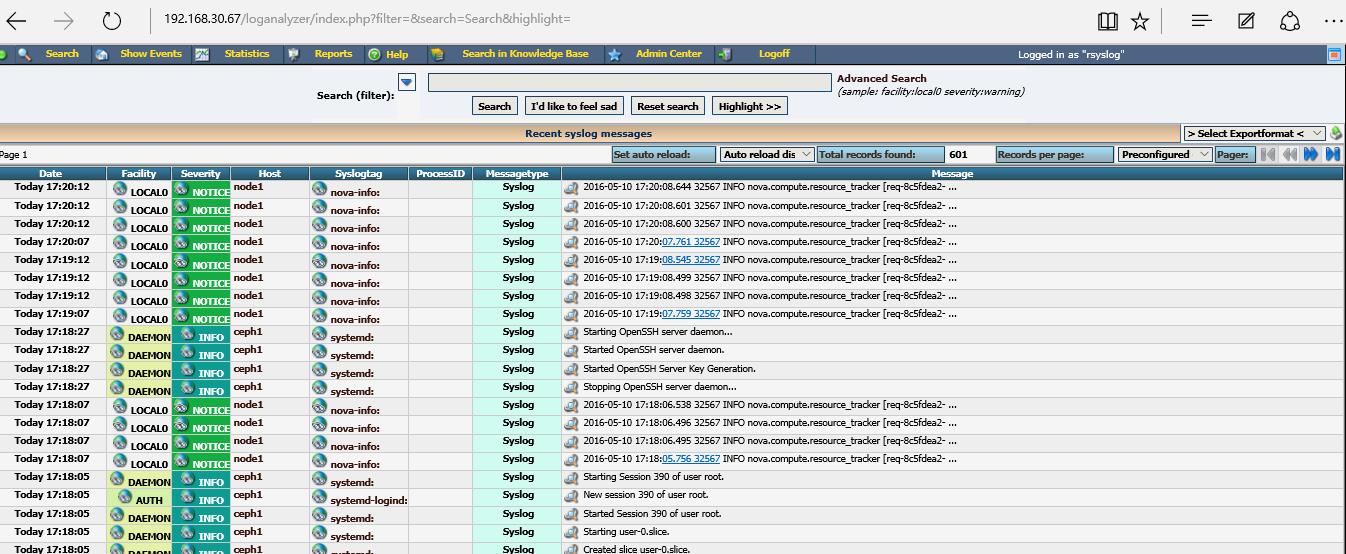 192.168.30.67/loganalyzer/index.php?filter=&search=Search&highlight=
Search Show Events Statistics Reports Help Search in Knowledge Base Admin Center Logoff Logged in as "rsyslog"
Search (filter): Advanced Search
(sample: facility:local0 severity:warning)
Search I'd like to feel sad Reset search Highlight >>
Recent syslog messages > Select Exportformat <
Page 1 Set auto reload: Auto reload dis Total records found: 601 Records per page: Preconfigured Pager:
Date Facility Severity Host Syslogtag ProcessID Messagetype Message
Today 17:20:12 LOCAL0 NOTICE node1 nova-info: Syslog 2016-05-10 17:20:08.644 32567 INFO nova.compute.resource_tracker [req-8c5fdea2- ...
Today 17:20:12 LOCAL0 NOTICE node1 nova-info: Syslog 2016-05-10 17:20:08.601 32567 INFO nova.compute.resource_tracker [req-8c5fdea2- ...
Today 17:20:12 LOCAL0 NOTICE node1 nova-info: Syslog 2016-05-10 17:20:08.600 32567 INFO nova.compute.resource_tracker [req-8c5fdea2- ...
Today 17:20:07 LOCAL0 NOTICE node1 nova-info: Syslog 2016-05-10 17:20:07.761 32567 INFO nova.compute.resource_tracker [req-8c5fdea2- ...
Today 17:19:12 LOCAL0 NOTICE node1 nova-info: Syslog 2016-05-10 17:19:08.545 32567 INFO nova.compute.resource_tracker [req-8c5fdea2- ...
Today 17:19:12 LOCAL0 NOTICE node1 nova-info: Syslog 2016-05-10 17:19:08.499 32567 INFO nova.compute.resource_tracker [req-8c5fdea2- ...
Today 17:19:12 LOCAL0 NOTICE node1 nova-info: Syslog 2016-05-10 17:19:08.498 32567 INFO nova.compute.resource_tracker [req-8c5fdea2- ...
Today 17:19:07 LOCAL0 NOTICE node1 nova-info: Syslog 2016-05-10 17:19:07.759 32567 INFO nova.compute.resource_tracker [req-8c5fdea2- ...
Today 17:18:27 DAEMON INFO ceph1 systemd: Syslog Starting OpenSSH server daemon...
Today 17:18:27 DAEMON INFO ceph1 systemd: Syslog Started OpenSSH server daemon.
Today 17:18:27 DAEMON INFO ceph1 systemd: Syslog Started OpenSSH Server Key Generation.
Today 17:18:27 DAEMON INFO ceph1 systemd: Syslog Stopping OpenSSH server daemon...
Today 17:18:07 LOCAL0 NOTICE node1 nova-info: Syslog 2016-05-10 17:18:06.538 32567 INFO nova.compute.resource_tracker [req-8c5fdea2- ...
Today 17:18:07 LOCAL0 NOTICE node1 nova-info: Syslog 2016-05-10 17:18:06.496 32567 INFO nova.compute.resource_tracker [req-8c5fdea2- ...
Today 17:18:07 LOCAL0 NOTICE node1 nova-info: Syslog 2016-05-10 17:18:06.495 32567 INFO nova.compute.resource_tracker [req-8c5fdea2- ...
Today 17:18:07 LOCAL0 NOTICE node1 nova-info: Syslog 2016-05-10 17:18:05.756 32567 INFO nova.compute.resource_tracker [req-8c5fdea2- ...
Today 17:18:05 DAEMON INFO ceph1 systemd: Syslog Starting Session 390 of user root.
Today 17:18:05 AUTH INFO ceph1 systemd-logind: Syslog New session 390 of user root.
Today 17:18:05 DAEMON INFO ceph1 systemd: Syslog Started Session 390 of user root.
Today 17:18:05 DAEMON INFO ceph1 systemd: Syslog Starting user-0.slice.
Today 17:18:05 DAEMON INFO ceph1 systemd: Syslog Created slice user-0.slice.